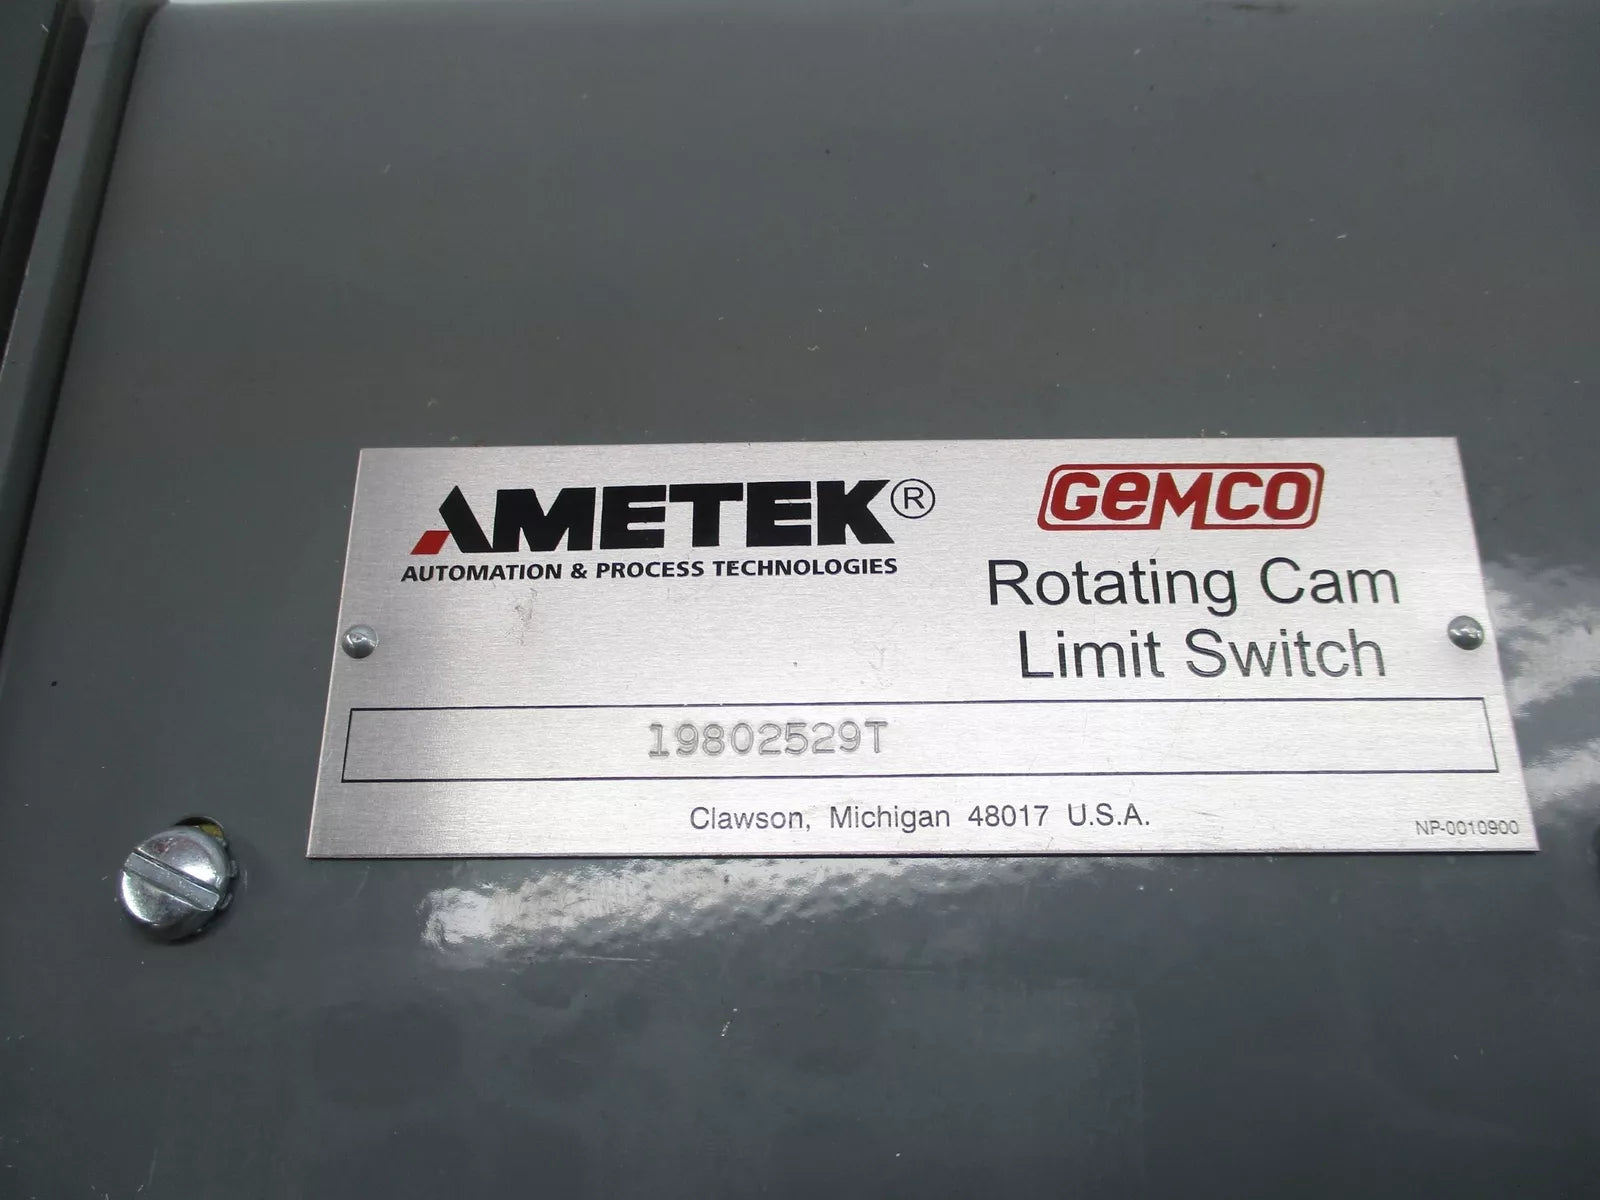 AMETEK®
AUTOMATION & PROCESS TECHNOLOGIES
GEMCO
Rotating Cam
Limit Switch
19802529T
Clawson, Michigan 48017 U.S.A.
NP-0010900